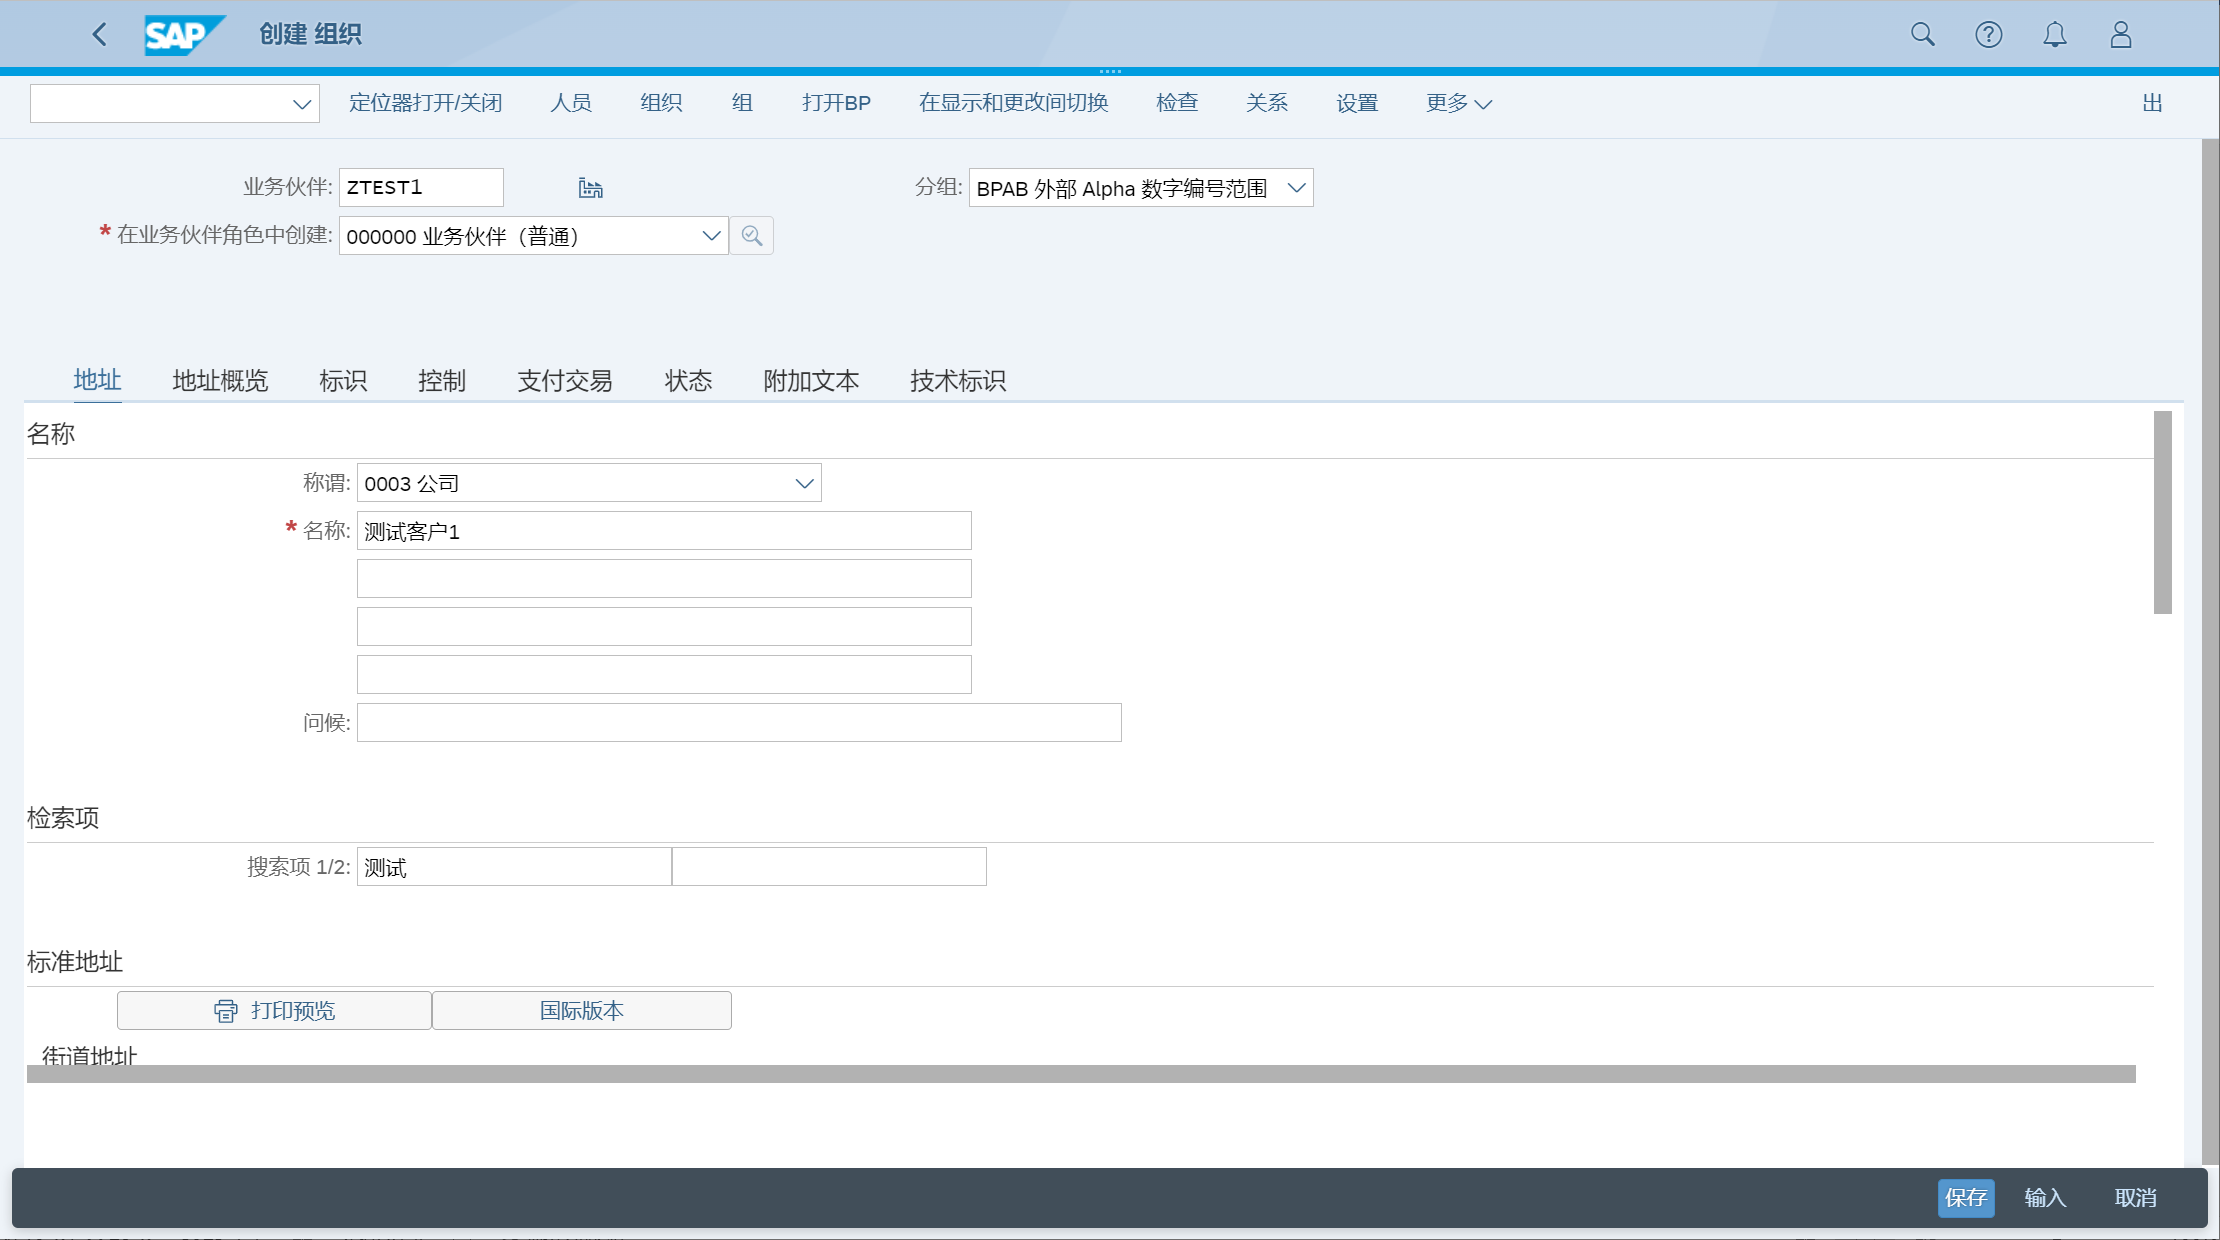 SAP 创建 组织
定位器打开/关闭 人员 组织 组 打开BP 在显示和更改间切换 检查 关系 设置 更多 出
业务伙伴: ZTEST1 分组: BPAB 外部 Alpha 数字编号范围
* 在业务伙伴角色中创建: 000000 业务伙伴（普通）
地址 地址概览 标识 控制 支付交易 状态 附加文本 技术标识
名称
称谓: 0003 公司
* 名称: 测试客户1
问候:
检索项
搜索项 1/2: 测试
标准地址
打印预览 国际版本
街道地址
保存 输入 取消